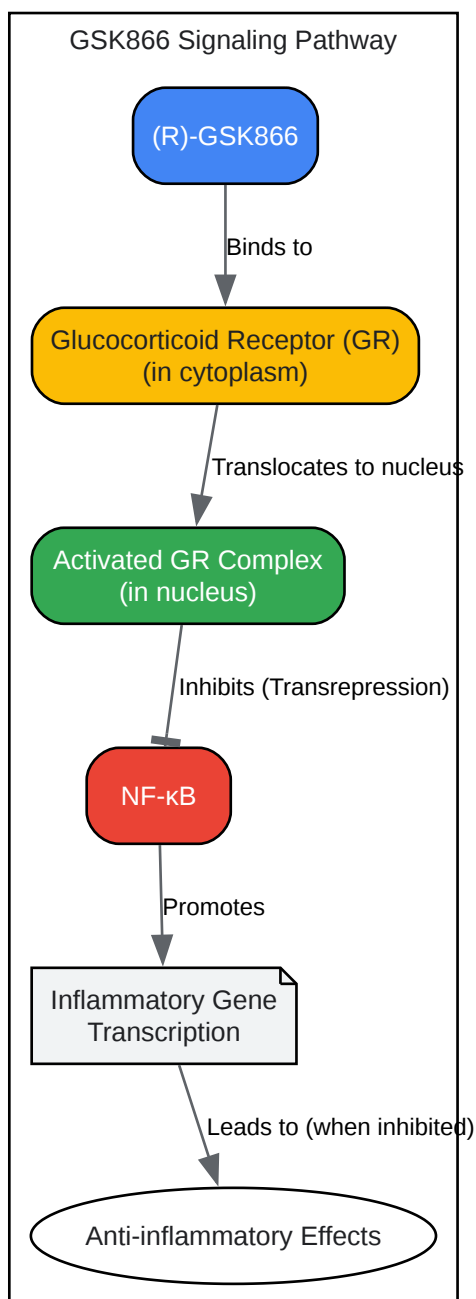 GSK866 Signaling Pathway
(R)-GSK866
Binds to
Glucocorticoid Receptor (GR)
(in cytoplasm)
Translocates to nucleus
Activated GR Complex
(in nucleus)
Inhibits (Transrepression)
NF-κB
Promotes
Inflammatory Gene
Transcription
Leads to (when inhibited)
Anti-inflammatory Effects